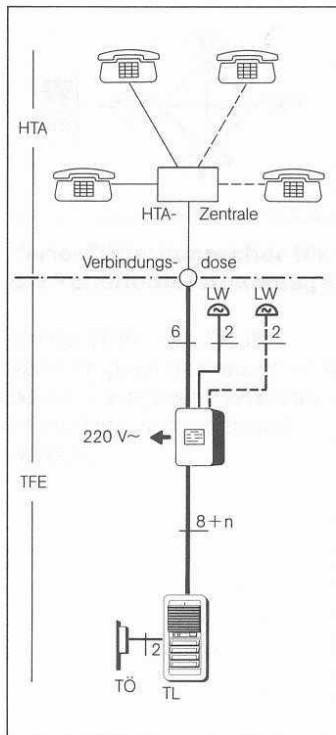 HTA
HTA- Zentrale
Verbindungs- dose
LW LW
6 2 2
220 V~
TFE
8+n
2
TÖ TL